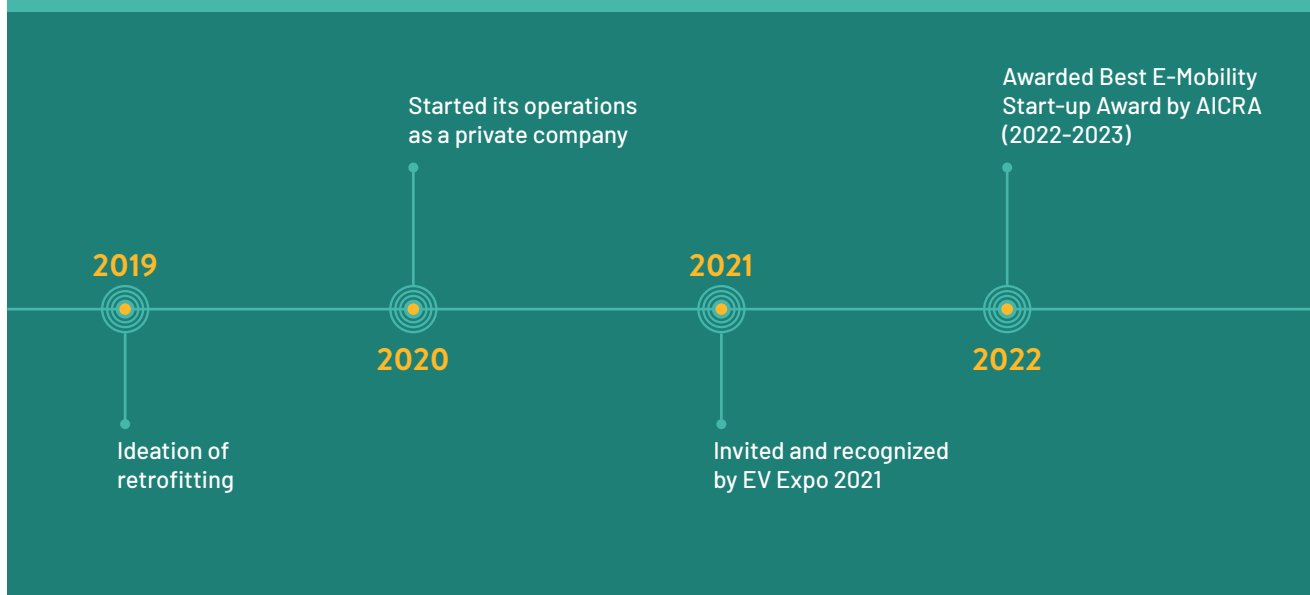 2019
Ideation of
retrofitting
Started its operations
as a private company
2020
2021
Invited and recognized
by EV Expo 2021
Awarded Best E-Mobility
Start-up Award by AICRA
(2022-2023)
2022